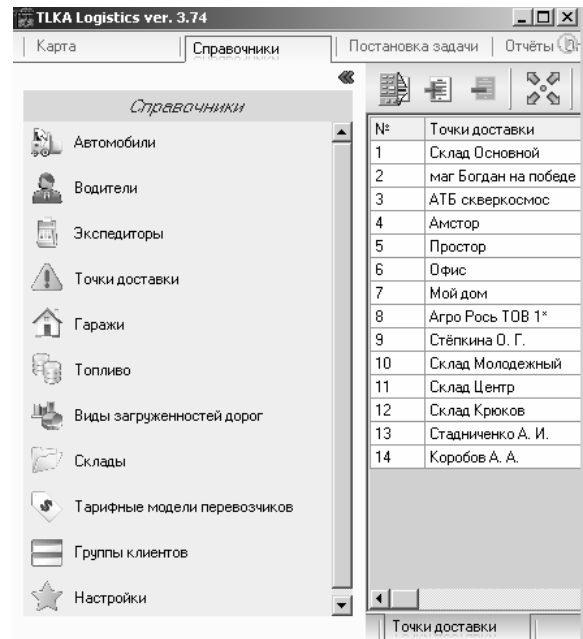 TLKA Logistics ver. 3.74
Карта
Справочники
Постановка задачи
Отчёты
Справочники
Автомобили
Водители
Экспедиторы
Точки доставки
Гаражи
Топливо
Виды загруженностей дорог
Склады
Тарифные модели перевозчиков
Группы клиентов
Настройки
№ Точки доставки
1 Склад Основной
2 маг Богдан на победе
3 АТБ скверкосмос
4 Амстор
5 Простор
6 Офис
7 Мой дом
8 Агро Рось ТОВ 1*
9 Стёпкина О. Г.
10 Склад Молодежный
11 Склад Центр
12 Склад Крюков
13 Стадниченко А. И.
14 Коробов А. А.
Точки доставки